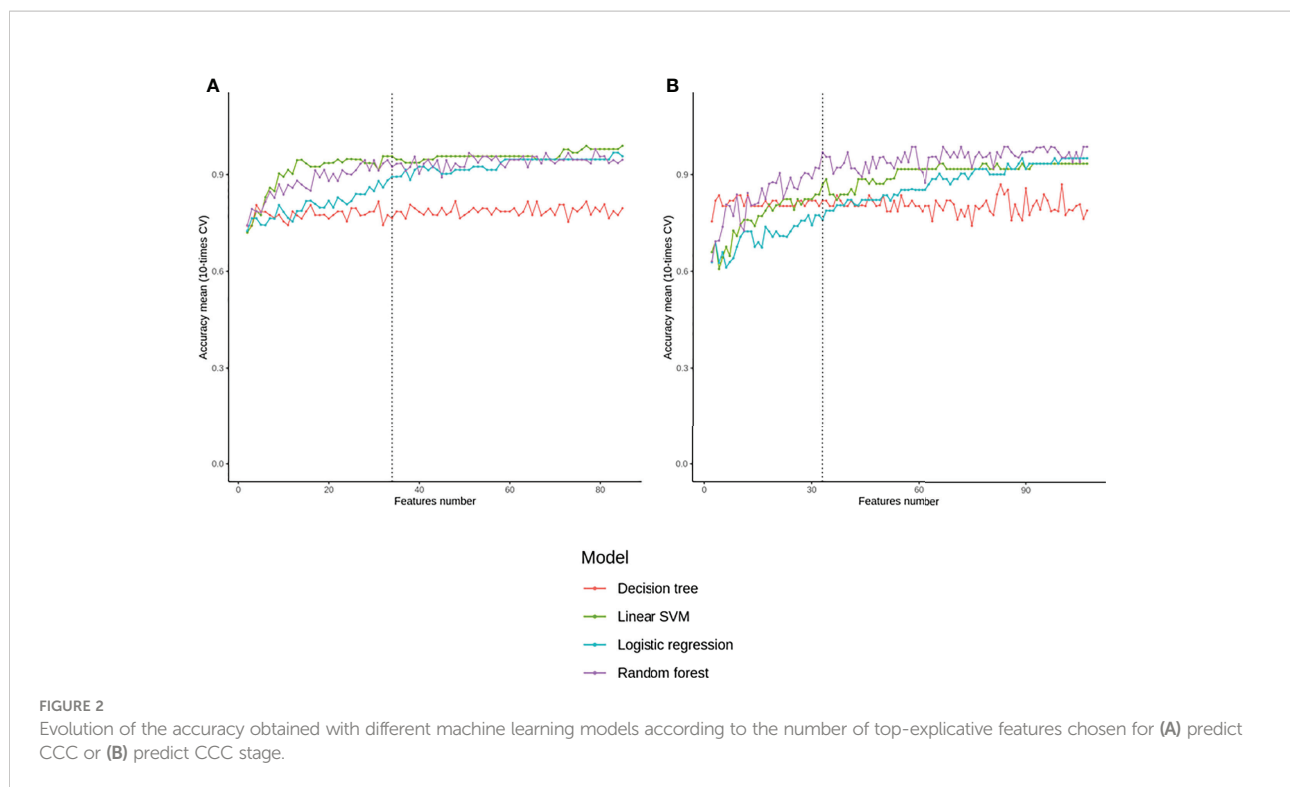 A
B
Accuracy mean (10-times CV)
0.9
0.6
0.3
0.0
0
20
40
60
80
Features number
Accuracy mean (10-times CV)
0.9
0.6
0.3
0.0
0
30
60
90
Features number
Model
Decision tree
Linear SVM
Logistic regression
Random forest
FIGURE 2
Evolution of the accuracy obtained with different machine learning models according to the number of top-explicative features chosen for (A) predict
CCC or (B) predict CCC stage.